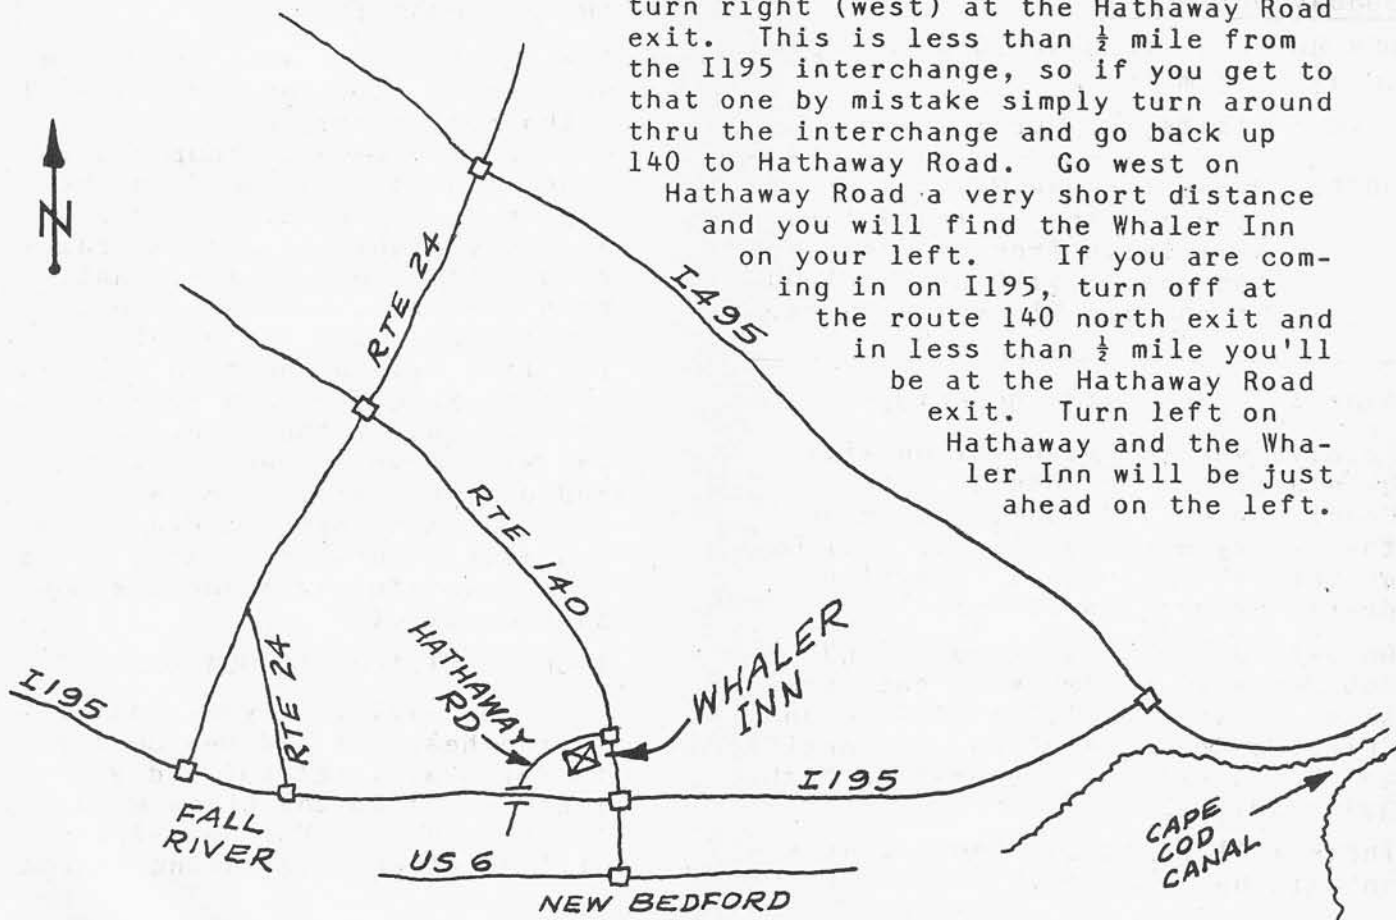 turn right (west) at the Hathaway Road
exit. This is less than ½ mile from
the I195 interchange, so if you get to
that one by mistake simply turn around
thru the interchange and go back up
140 to Hathaway Road. Go west on
Hathaway Road a very short distance
and you will find the Whaler Inn
on your left. If you are com-
ing in on I195, turn off at
the route 140 north exit and
in less than ½ mile you'll
be at the Hathaway Road
exit. Turn left on
Hathaway and the Wha-
ler Inn will be just
ahead on the left.
N
RTE 24
I495
RTE 140
HATHAWAY
RD
WHALER
INN
I195
RTE 24
I195
FALL
RIVER
US 6
NEW BEDFORD
CAPE
COD
CANAL